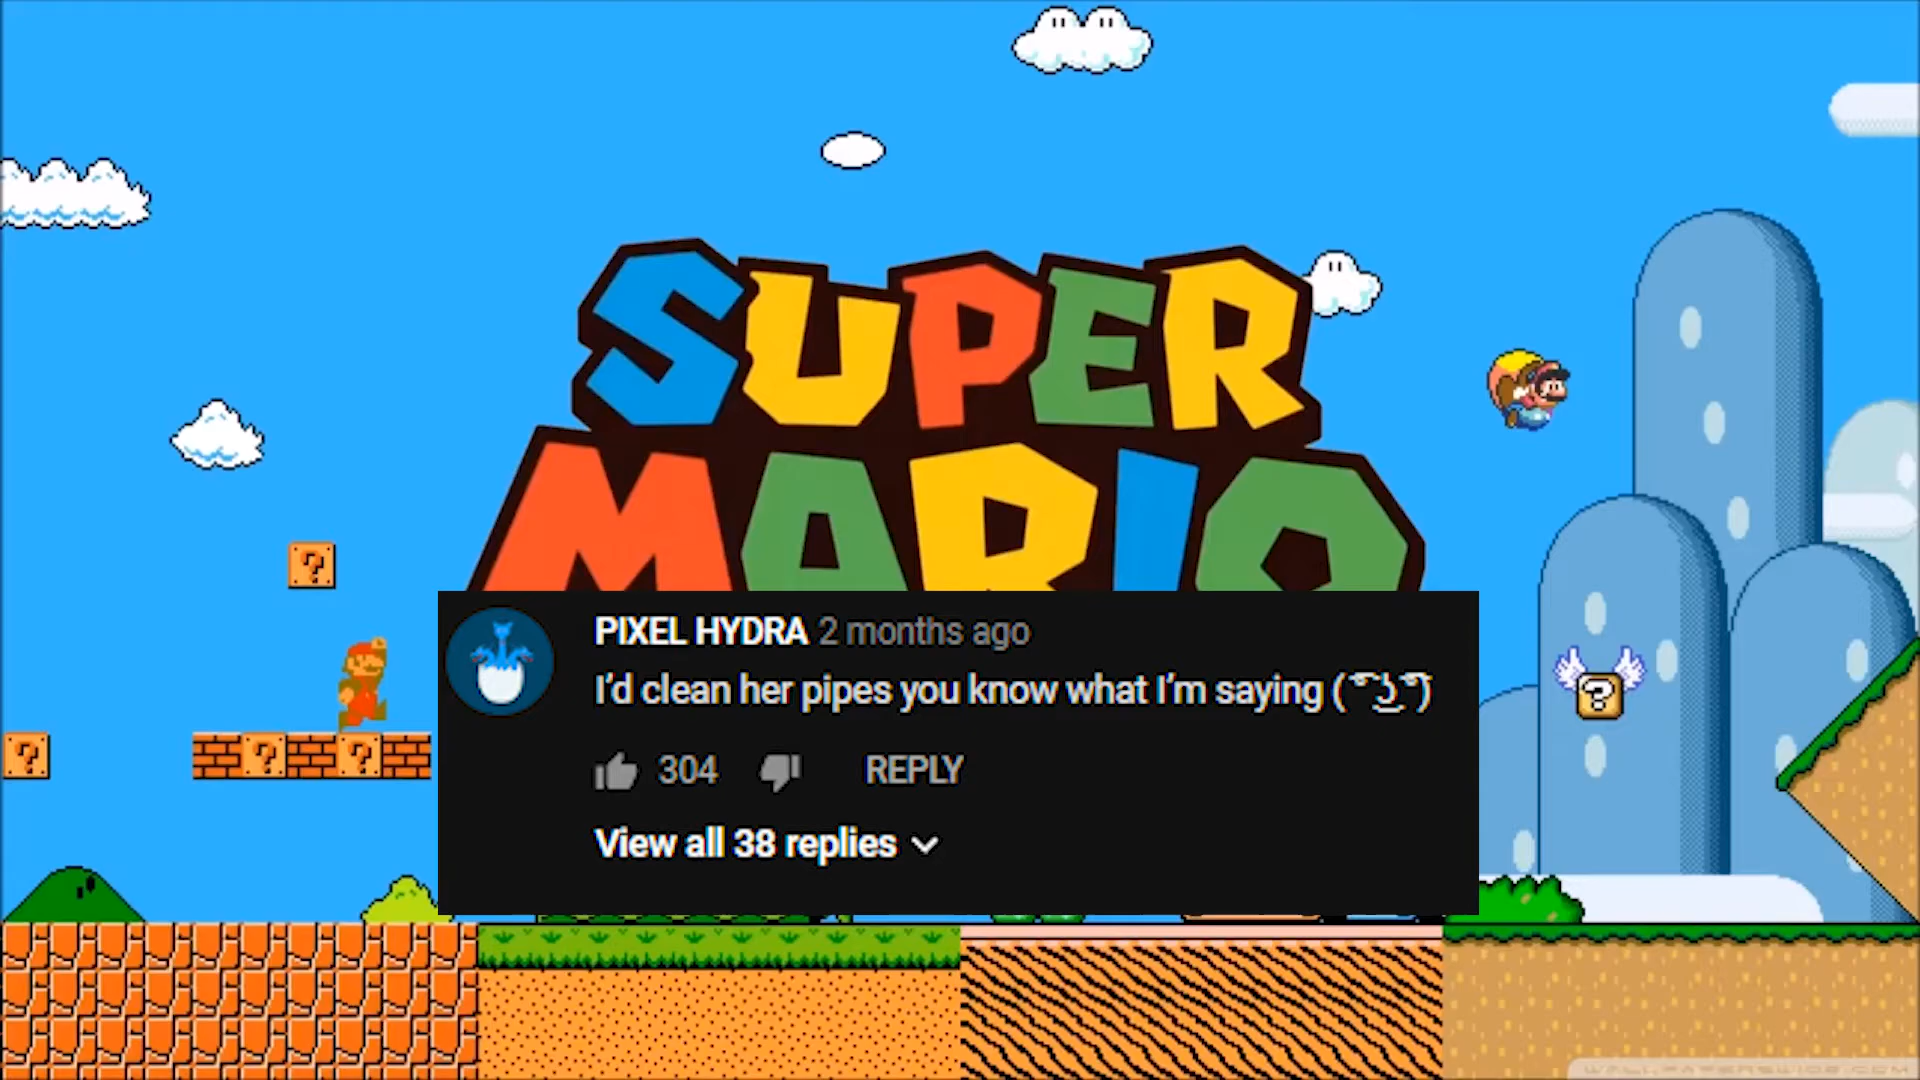 SUPER
MARIO
?
?
? ?
?
PIXEL HYDRA 2 months ago
I'd clean her pipes you know what I'm saying ( ͡° ͜ʖ ͡°)
304 REPLY
View all 38 replies